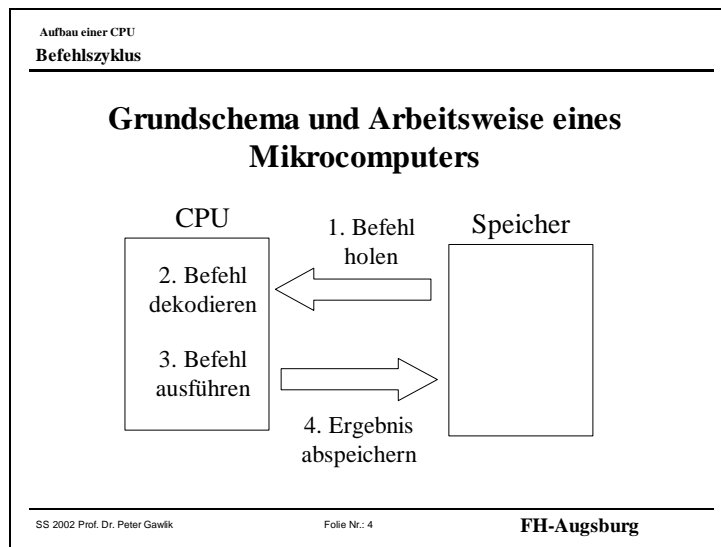 Aufbau einer CPU
Befehlszyklus
Grundschema und Arbeitsweise eines
Mikrocomputers
CPU
1. Befehl
holen
Speicher
2. Befehl
dekodieren
3. Befehl
ausführen
4. Ergebnis
abspeichern
SS 2002 Prof. Dr. Peter Gawlik
Folie Nr.: 4
FH-Augsburg